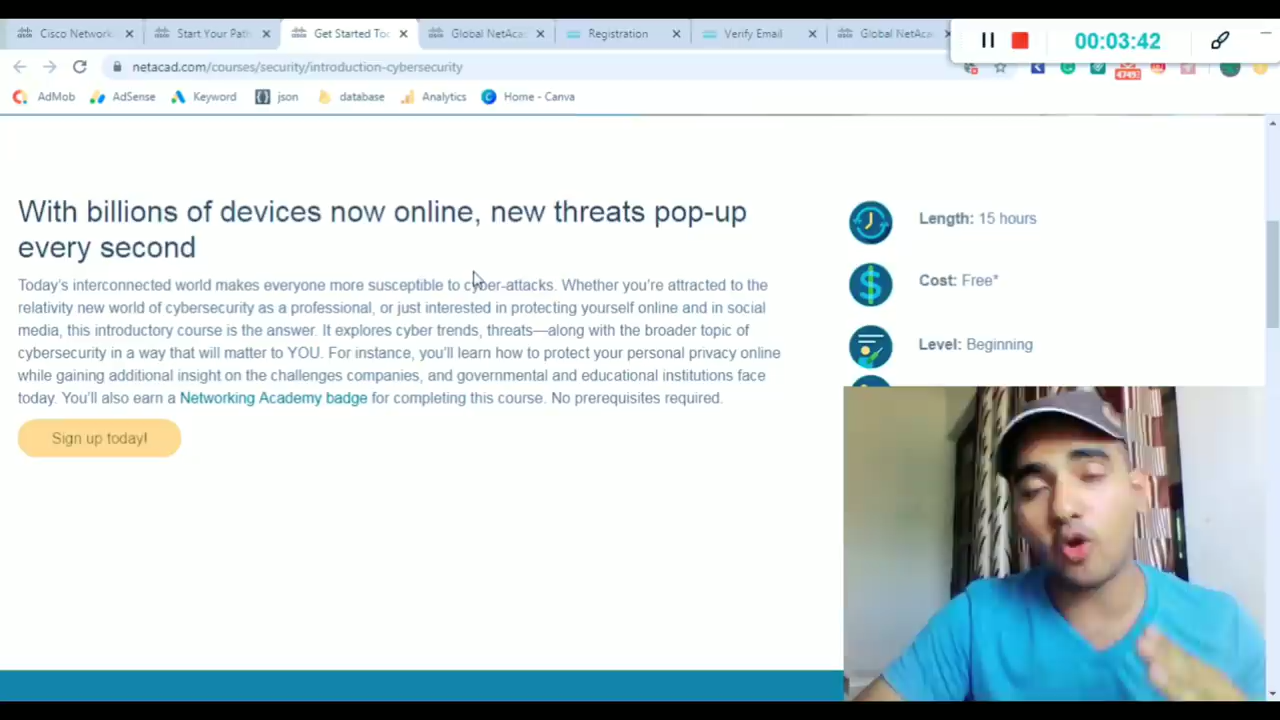 Cisco Network
Start Your Path
Get Started Too
Global NetAca
Registration
Verify Email
Global NetAca
00:03:42
netacad.com/courses/security/introduction-cybersecurity
47493
AdMob
AdSense
Keyword
json
database
Analytics
Home - Canva
With billions of devices now online, new threats pop-up
every second
Today's interconnected world makes everyone more susceptible to cyber-attacks. Whether you're attracted to the
relativity new world of cybersecurity as a professional, or just interested in protecting yourself online and in social
media, this introductory course is the answer. It explores cyber trends, threats—along with the broader topic of
cybersecurity in a way that will matter to YOU. For instance, you'll learn how to protect your personal privacy online
while gaining additional insight on the challenges companies, and governmental and educational institutions face
today. You'll also earn a Networking Academy badge for completing this course. No prerequisites required.
Sign up today!
Length: 15 hours
Cost: Free*
Level: Beginning